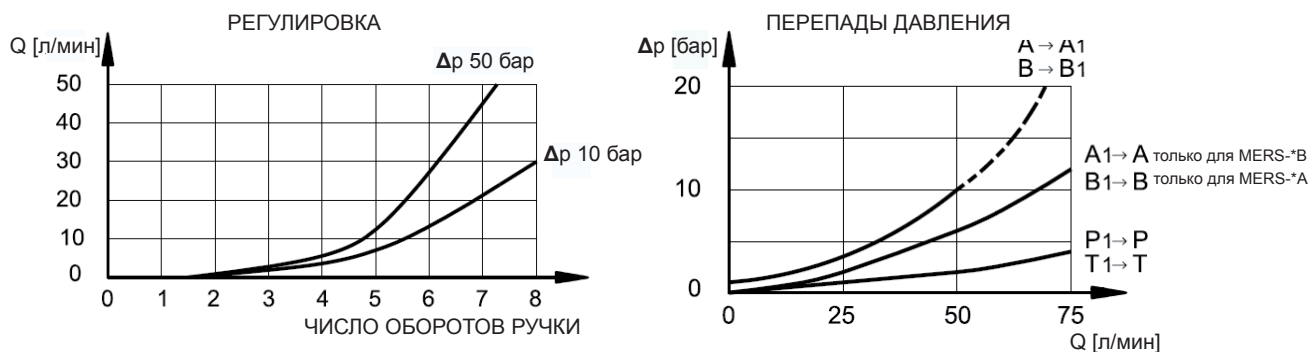 РЕГУЛИРОВКА
Q [л/мин]
Δp 50 бар
50
40
30
20
10
0
Δp 10 бар
0 1 2 3 4 5 6 7 8
ЧИСЛО ОБОРОТОВ РУЧКИ
ПЕРЕПАДЫ ДАВЛЕНИЯ
Δp [бар]
A → A1
B → B1
20
10
0
A1→ A только для MERS-*B
B1→ B только для MERS-*A
P1→ P
T1→ T
0 25 50 75
Q [л/мин]